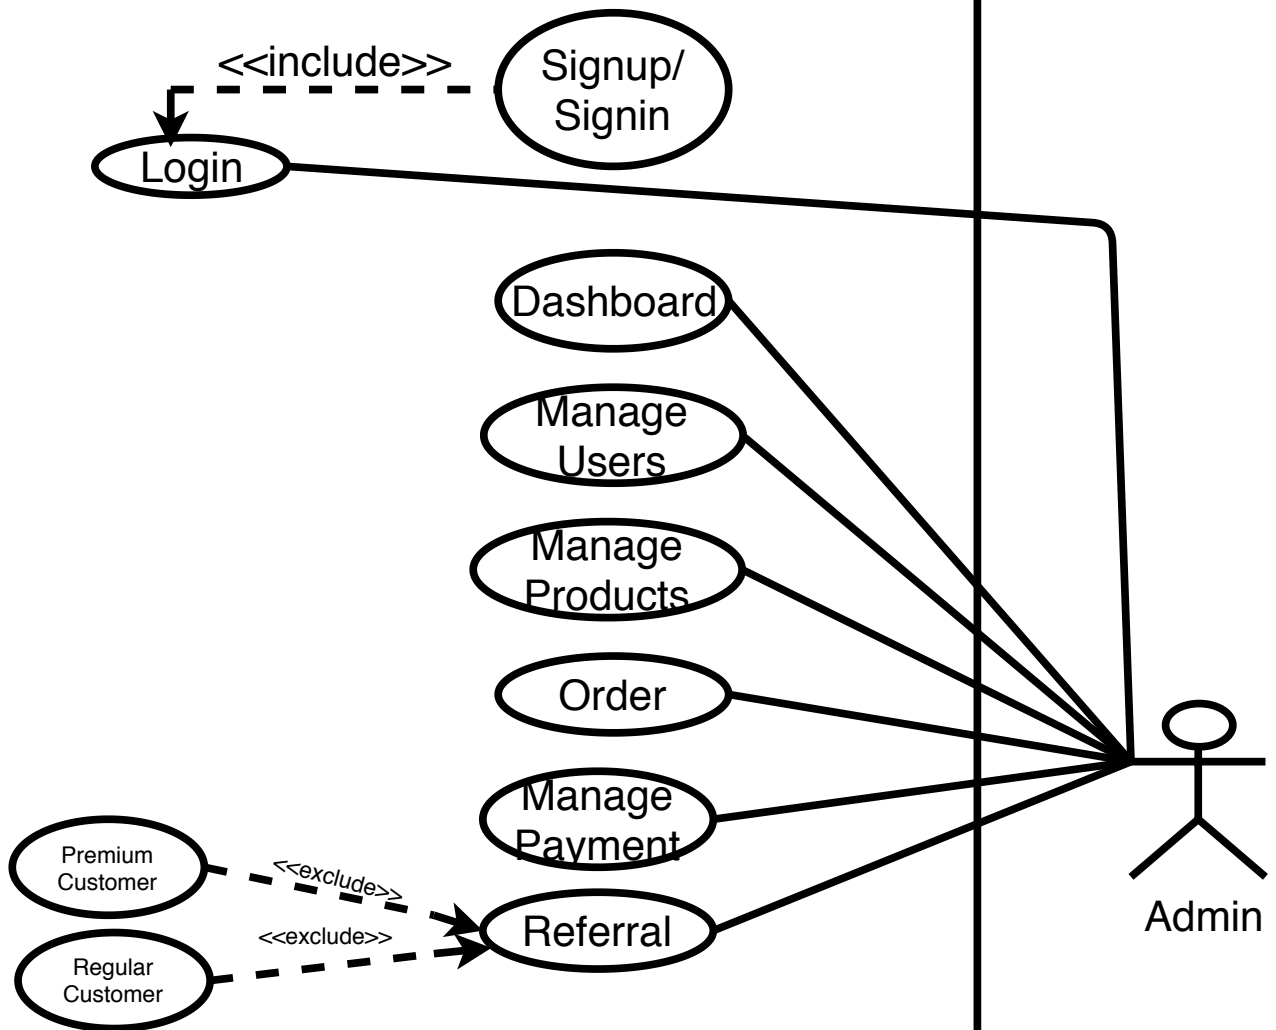 <<include>>
Signup/
Signin
Login
Dashboard
Manage
Users
Manage
Products
Order
Manage
Payment
Premium
Customer
<<exclude>>
Referral
Admin
<<exclude>>
Regular
Customer